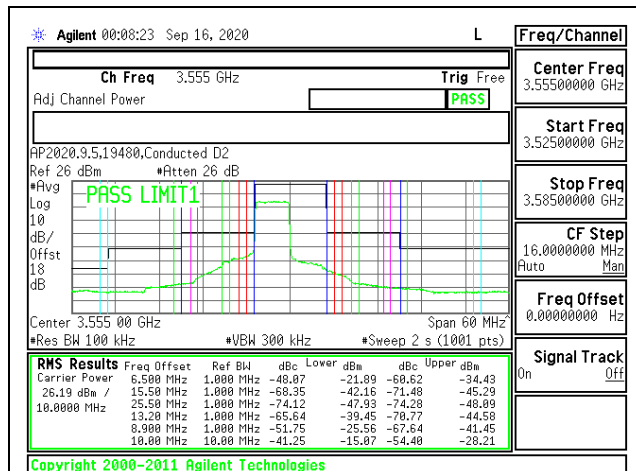 Agilent 00:08:23 Sep 16, 2020 L
Freq/Channel
Ch Freq 3.555 GHz Trig Free
Adj Channel Power PASS
Center Freq
3.55500000 GHz
Start Freq
3.52500000 GHz
Stop Freq
3.58500000 GHz
CF Step
16.0000000 MHz
Auto Man
Freq Offset
0.00000000 Hz
Signal Track
On Off
AP2020.9.5,19480,Conducted D2
Ref 26 dBm #Atten 26 dB
#Avg
Log
10
dB/
Offst
18
dB
PASS LIMIT1
Center 3.555 00 GHz Span 60 MHz^
#Res BW 100 kHz #VBW 300 kHz #Sweep 2 s (1001 pts)
RMS Results Freq Offset Ref BW dBc Lower dBm dBc Upper dBm
Carrier Power 6.500 MHz 1.000 MHz -48.07 -21.89 -60.62 -34.43
26.19 dBm / 15.50 MHz 1.000 MHz -68.35 -42.16 -71.48 -45.29
10.0000 MHz 25.50 MHz 1.000 MHz -74.12 -47.93 -74.28 -48.09
13.20 MHz 1.000 MHz -65.64 -39.45 -70.77 -44.58
8.900 MHz 1.000 MHz -51.75 -25.56 -67.64 -41.45
10.00 MHz 10.00 MHz -41.25 -15.07 -54.40 -28.21
Copyright 2000-2011 Agilent Technologies